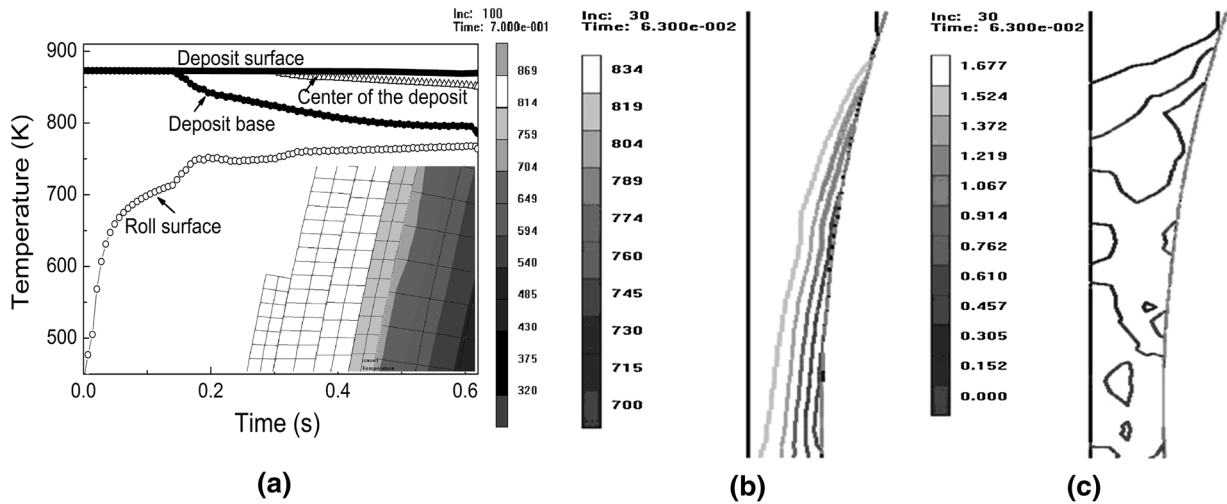 Inc: 100
Time: 7.000e-001
900
800
700
600
500
Temperature (K)
Deposit surface
Center of the deposit
Deposit base
Roll surface
0.0
0.2
0.4
0.6
Time (s)
869
814
759
704
649
594
540
485
430
375
320
(a)
Inc: 30
Time: 6.300e-002
834
819
804
789
774
760
745
730
715
700
(b)
Inc: 30
Time: 6.300e-002
1.677
1.524
1.372
1.219
1.067
0.914
0.762
0.610
0.457
0.305
0.152
0.000
(c)